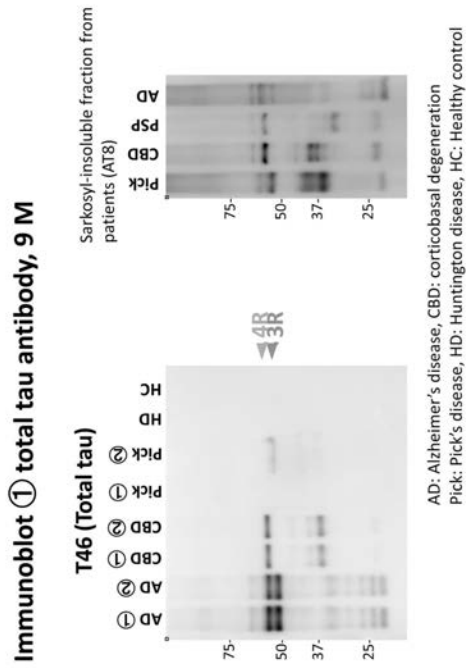 Immunoblot ① total tau antibody, 9 M
T46 (Total tau)
AD ①
AD ②
CBD ①
CBD ②
Pick ①
Pick ②
HD
HC
75-
50-
37-
25-
4R
3R
Sarkosyl-insoluble fraction from
patients (AT8)
Pick
CBD
PSP
AD
75-
50-
37-
25-
AD: Alzheimer's disease, CBD: corticobasal degeneration
Pick: Pick's disease, HD: Huntington disease, HC: Healthy control